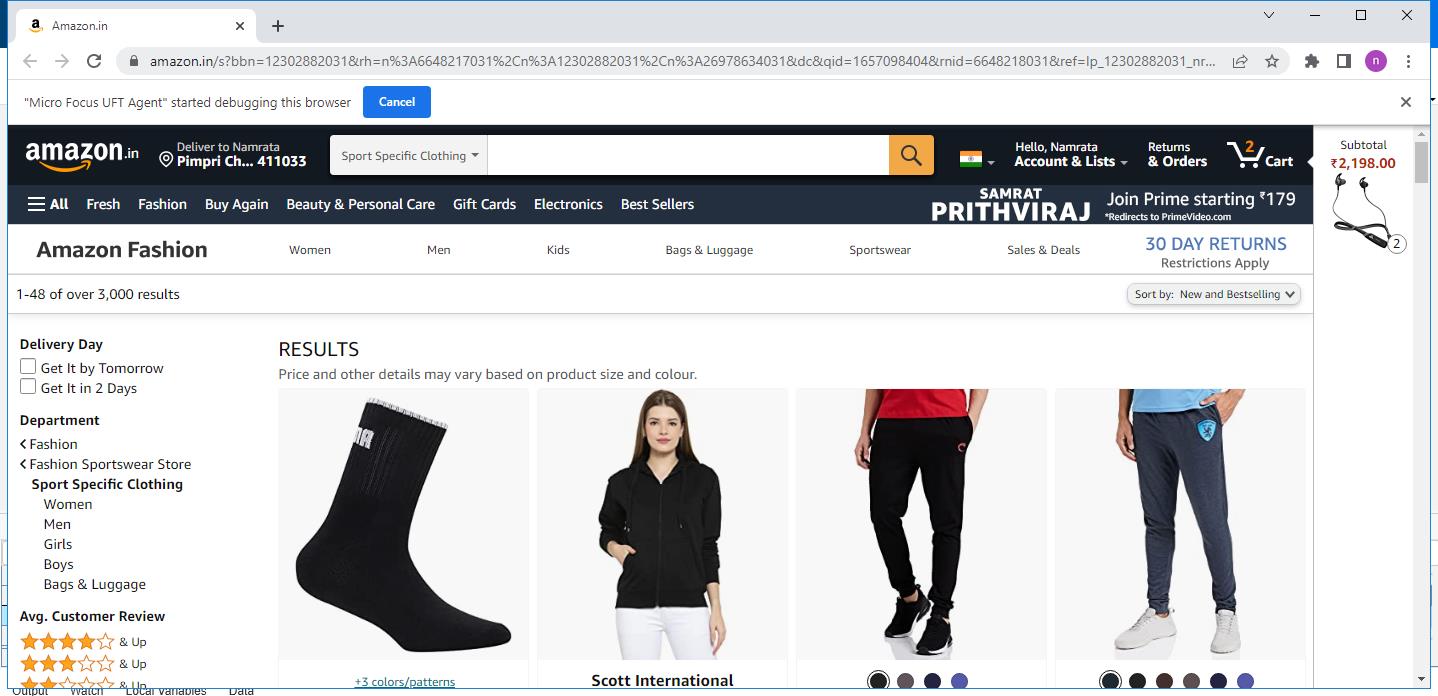 Amazon.in
amazon.in/s?bbn=12302882031&rh=n%3A6648217031%2Cn%3A12302882031%2Cn%3A26978634031&dc&qid=1657098404&rnid=6648218031&ref=lp_12302882031_nr...
n
"Micro Focus UFT Agent" started debugging this browser
Cancel
amazon.in
Deliver to Namrata
Pimpri Ch... 411033
Sport Specific Clothing
Hello, Namrata
Account & Lists
Returns
& Orders
2
Cart
Subtotal
₹2,198.00
2
All Fresh Fashion Buy Again Beauty & Personal Care Gift Cards Electronics Best Sellers
SAMRAT
PRITHVIRAJ
Join Prime starting ₹179
*Redirects to PrimeVideo.com
Amazon Fashion Women Men Kids Bags & Luggage Sportswear Sales & Deals
30 DAY RETURNS
Restrictions Apply
1-48 of over 3,000 results
Sort by: New and Bestselling
Delivery Day
Get It by Tomorrow
Get It in 2 Days
Department
Fashion
Fashion Sportswear Store
Sport Specific Clothing
Women
Men
Girls
Boys
Bags & Luggage
Avg. Customer Review
& Up
& Up
& Up
RESULTS
Price and other details may vary based on product size and colour.
+3 colors/patterns
Scott International
Output Watch Local Variables Data